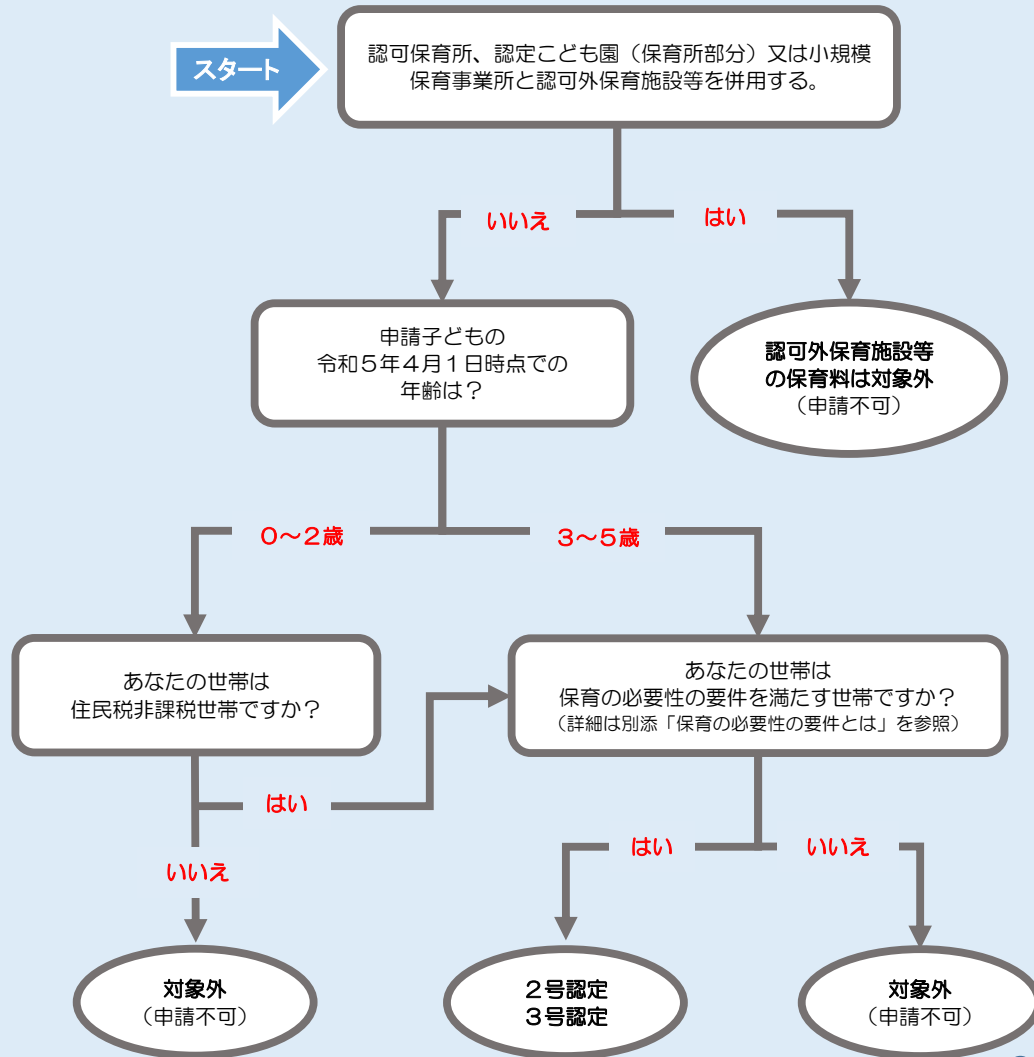 スタート
認可保育所、認定こども園（保育所部分）又は小規模
保育事業所と認可外保育施設等を併用する。
いいえ
はい
申請子どもの
令和５年４月１日時点での
年齢は？
認可外保育施設等
の保育料は対象外
（申請不可）
０～２歳
３～５歳
あなたの世帯は
住民税非課税世帯ですか？
あなたの世帯は
保育の必要性の要件を満たす世帯ですか？
（詳細は別添「保育の必要性の要件とは」を参照）
はい
いいえ
はい
いいえ
対象外
（申請不可）
２号認定
３号認定
対象外
（申請不可）